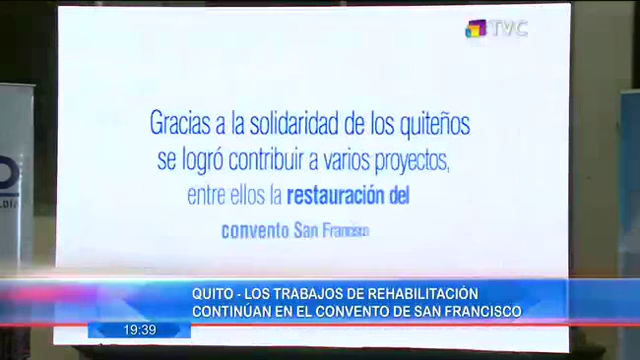 TVC
Gracias a la solidaridad de los quiteños
se logró contribuir a varios proyectos,
entre ellos la restauración del
convento San Francisco
QUITO - LOS TRABAJOS DE REHABILITACIÓN
CONTINÚAN EN EL CONVENTO DE SAN FRANCISCO
19:39